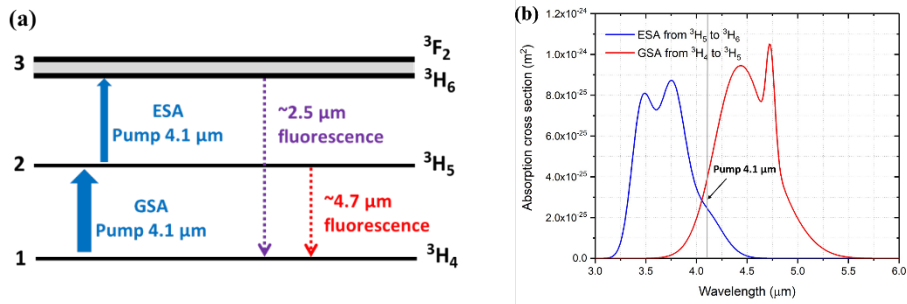 (a)
3
³F₂
³H₆
ESA
Pump 4.1 μm
~2.5 μm
fluorescence
2
³H₅
GSA
Pump 4.1 μm
~4.7 μm
fluorescence
1
³H₄
(b)
Absorption cross section (m²)
1.2x10⁻²⁴
1.0x10⁻²⁴
8.0x10⁻²⁵
6.0x10⁻²⁵
4.0x10⁻²⁵
2.0x10⁻²⁵
0.0
ESA from ³H₅ to ³H₆
GSA from ³H₄ to ³H₅
Pump 4.1 μm
3.0 3.5 4.0 4.5 5.0 5.5 6.0
Wavelength (μm)